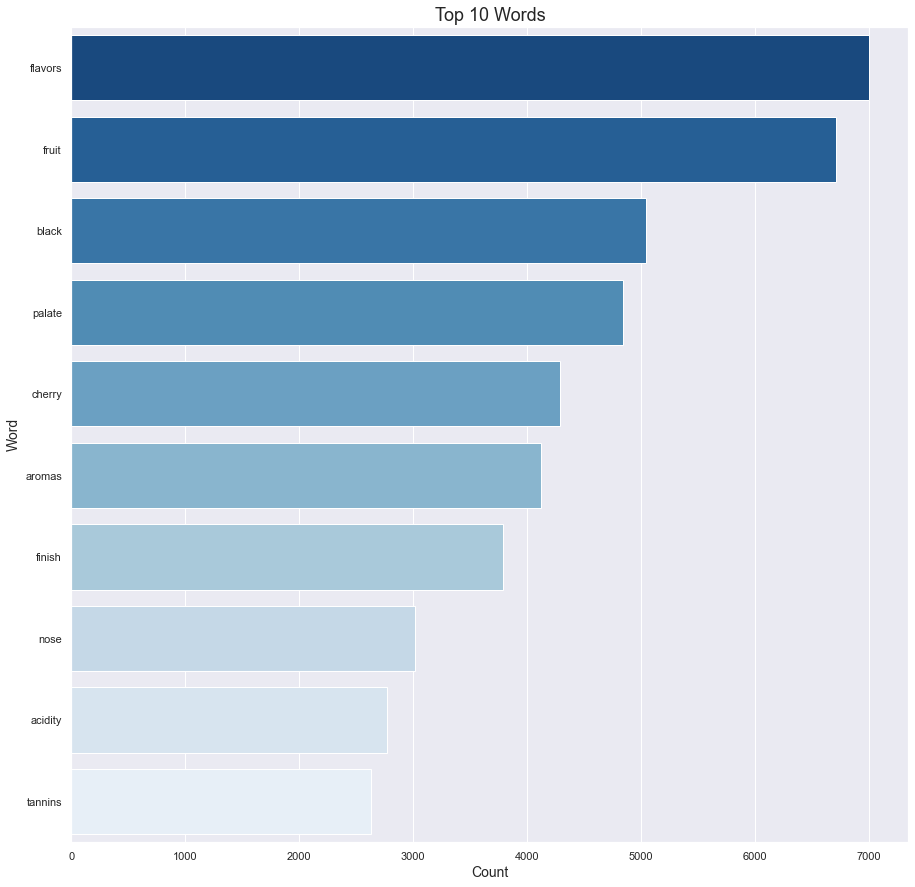 Top 10 Words
Word
flavors
fruit
black
palate
cherry
aromas
finish
nose
acidity
tannins
0 1000 2000 3000 4000 5000 6000 7000
Count